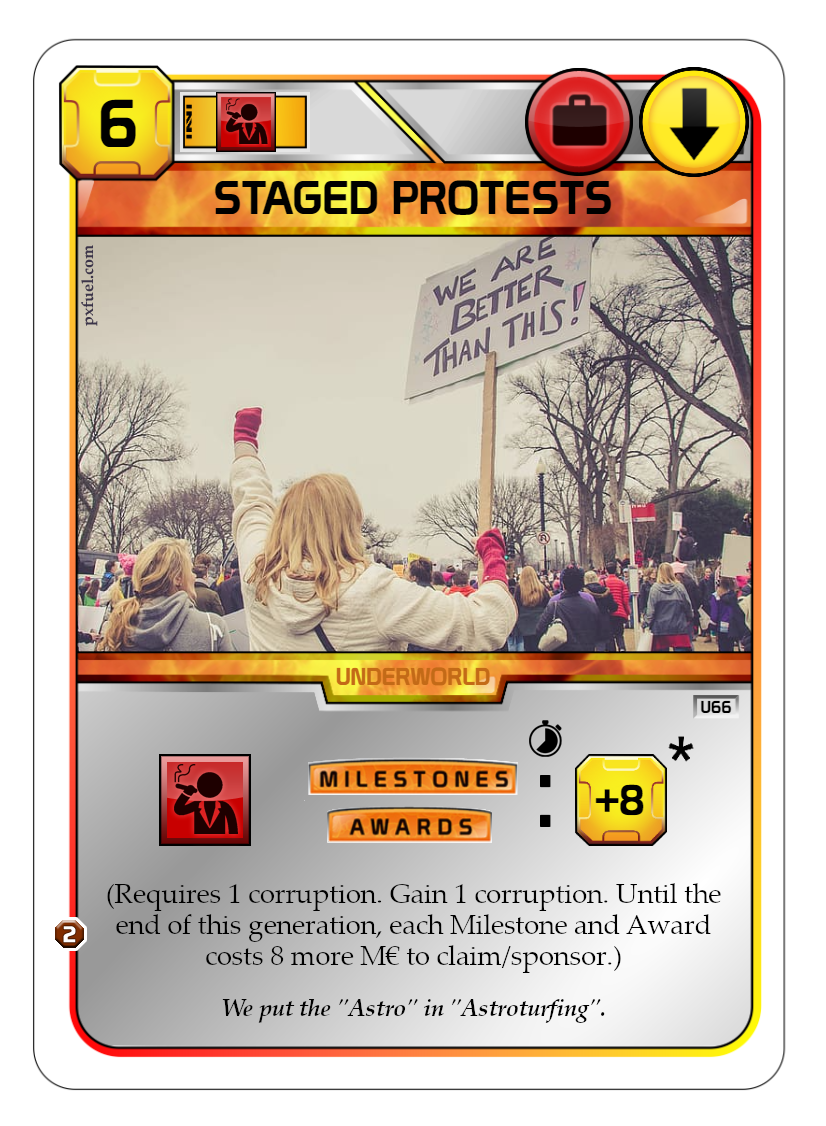 6
STAGED PROTESTS
pxfuel.com
WE ARE
BETTER
THAN THIS!
UNDERWORLD
U66
MILESTONES
AWARDS
:
+8
*
(Requires 1 corruption. Gain 1 corruption. Until the
end of this generation, each Milestone and Award
costs 8 more M€ to claim/sponsor.)
2
We put the "Astro" in "Astroturfing".